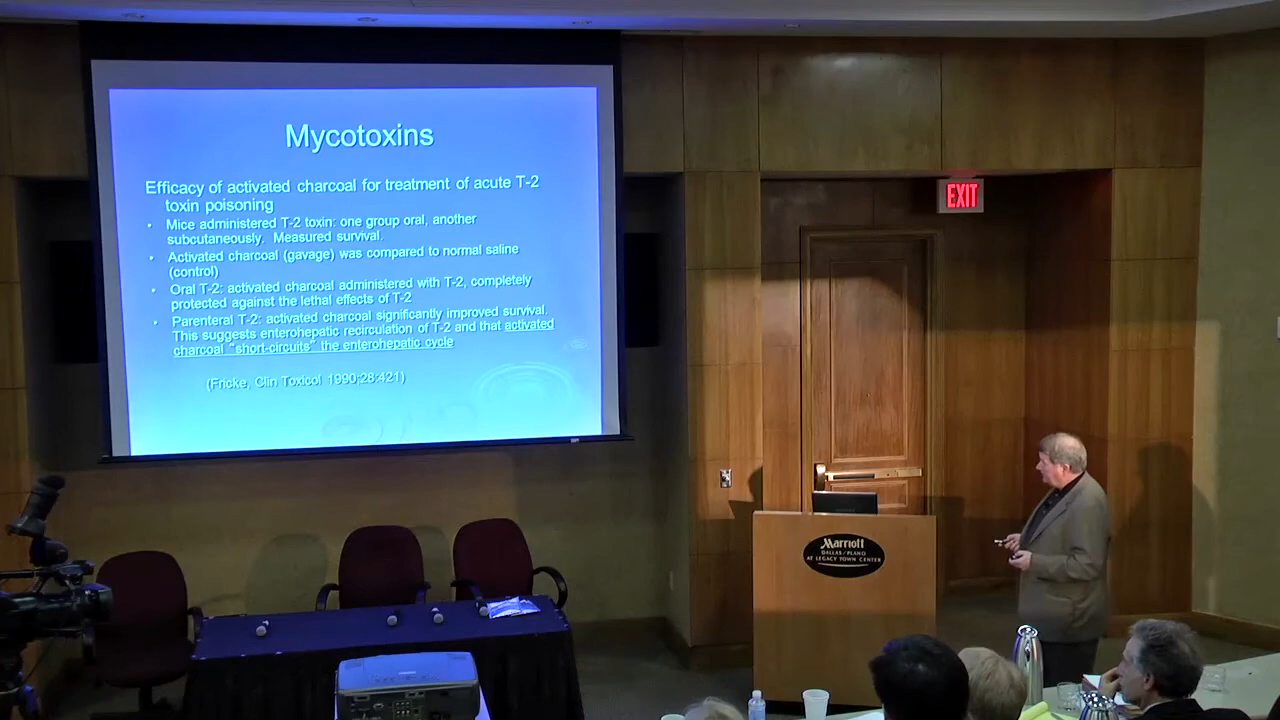 Mycotoxins
Efficacy of activated charcoal for treatment of acute T-2
toxin poisoning
• Mice administered T-2 toxin: one group oral, another
subcutaneously. Measured survival.
• Activated charcoal (gavage) was compared to normal saline
(control)
• Oral T-2: activated charcoal administered with T-2, completely
protected against the lethal effects of T-2
• Parenteral T-2: activated charcoal significantly improved survival.
This suggests enterohepatic recirculation of T-2 and that activated
charcoal "short-circuits" the enterohepatic cycle
(Fricke, Clin Toxicol 1990;28:421)
EXIT
Marriott
DALLAS/PLANO
AT LEGACY TOWN CENTER